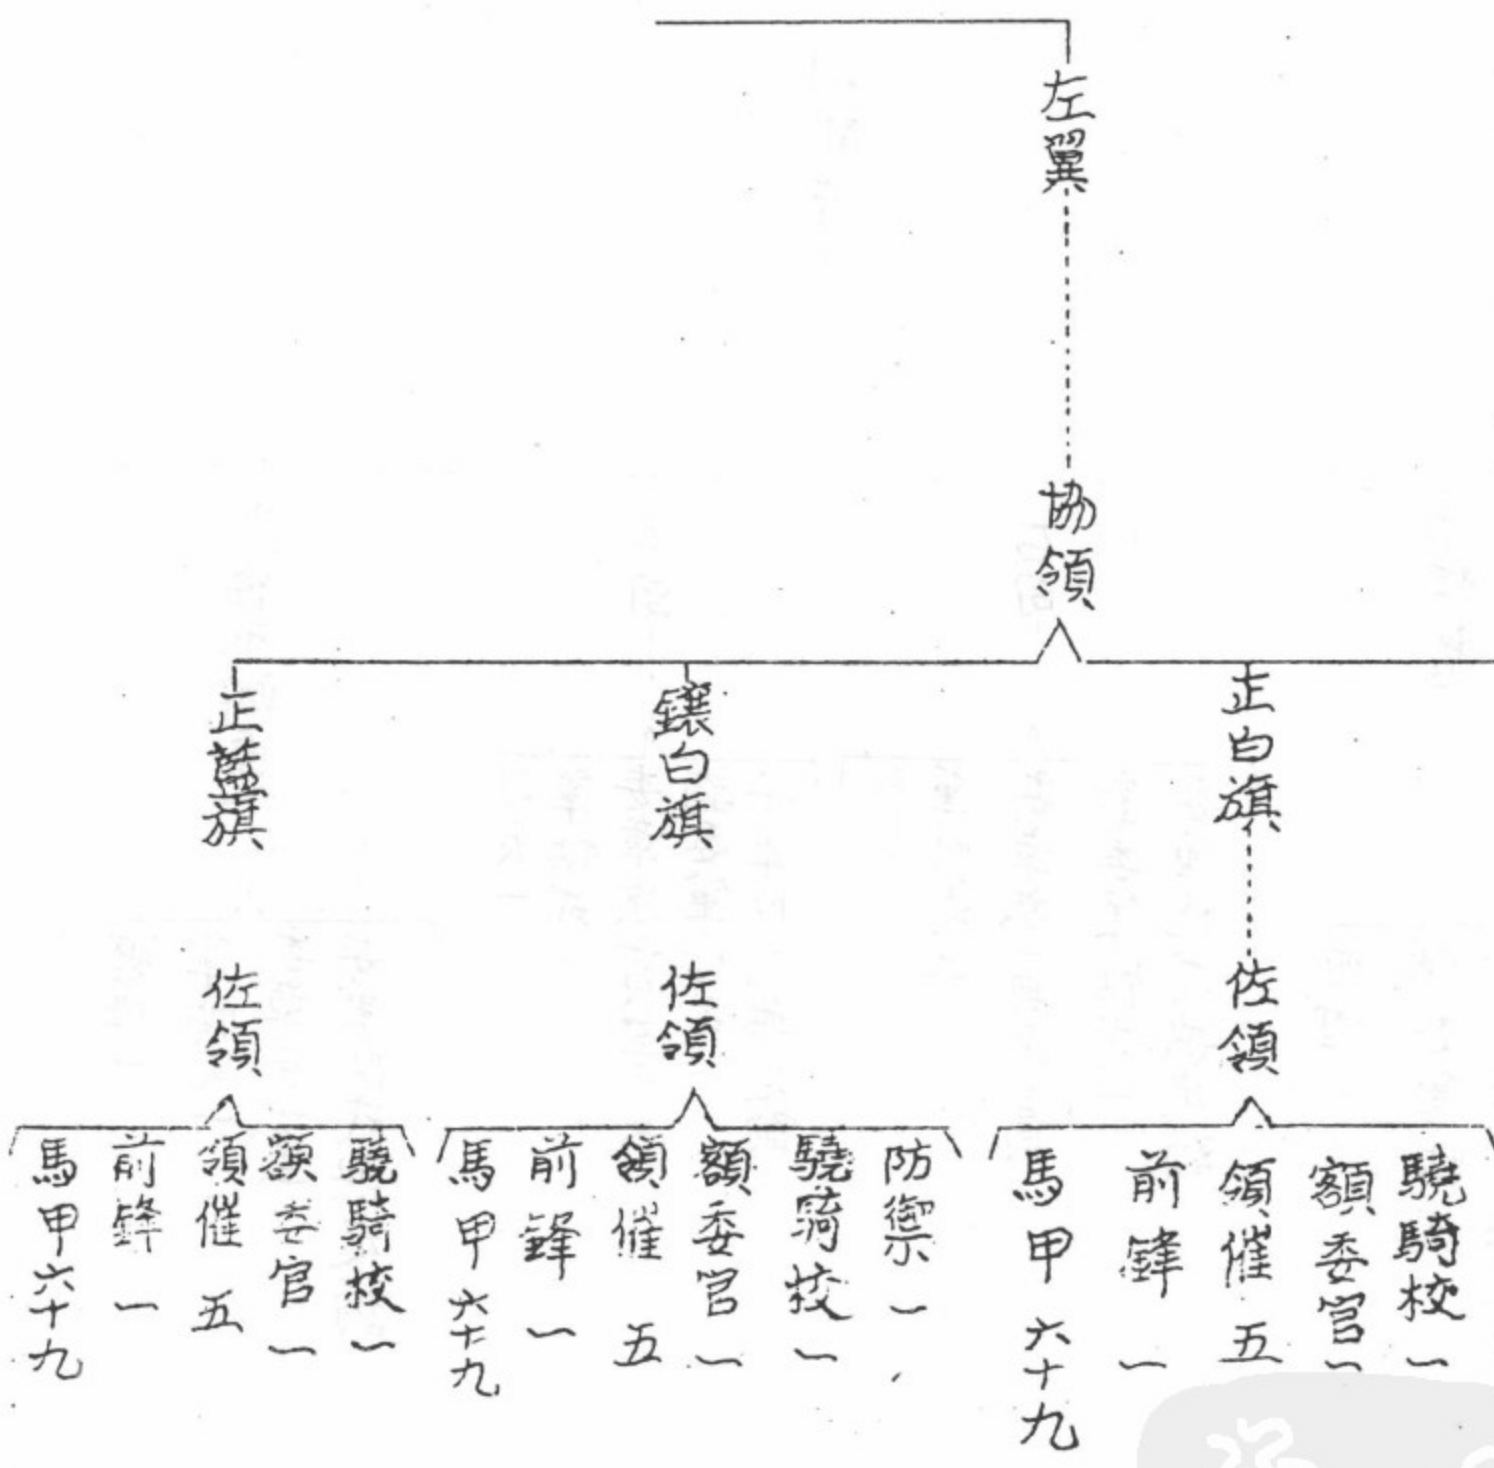 左翼
協領
正白旗
佐領
驍騎校一
額委官一
領催五
前鋒一
馬甲六十九
鑲白旗
佐領
防禦一
驍騎校一
額委官一
領催五
前鋒一
馬甲六十九
正藍旗
佐領
驍騎校一
額委官一
領催五
前鋒一
馬甲六十九